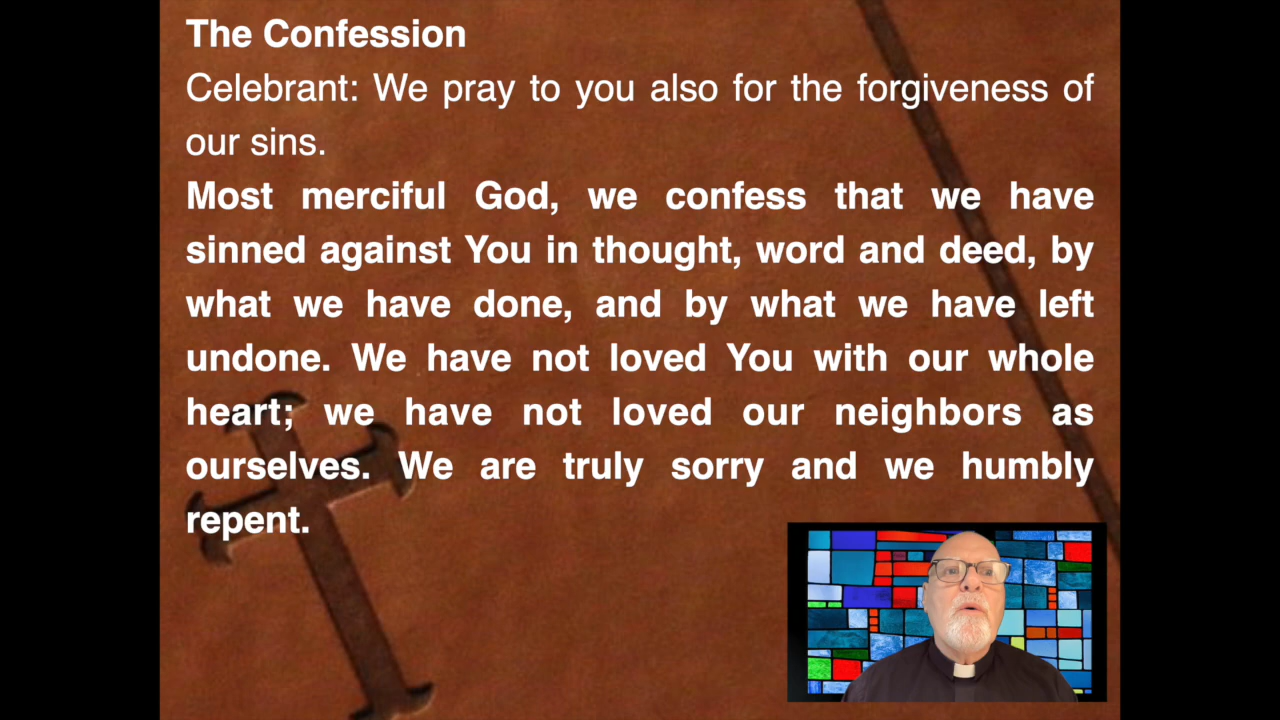 The Confession
Celebrant: We pray to you also for the forgiveness of
our sins.
Most merciful God, we confess that we have
sinned against You in thought, word and deed, by
what we have done, and by what we have left
undone. We have not loved You with our whole
heart; we have not loved our neighbors as
ourselves. We are truly sorry and we humbly
repent.